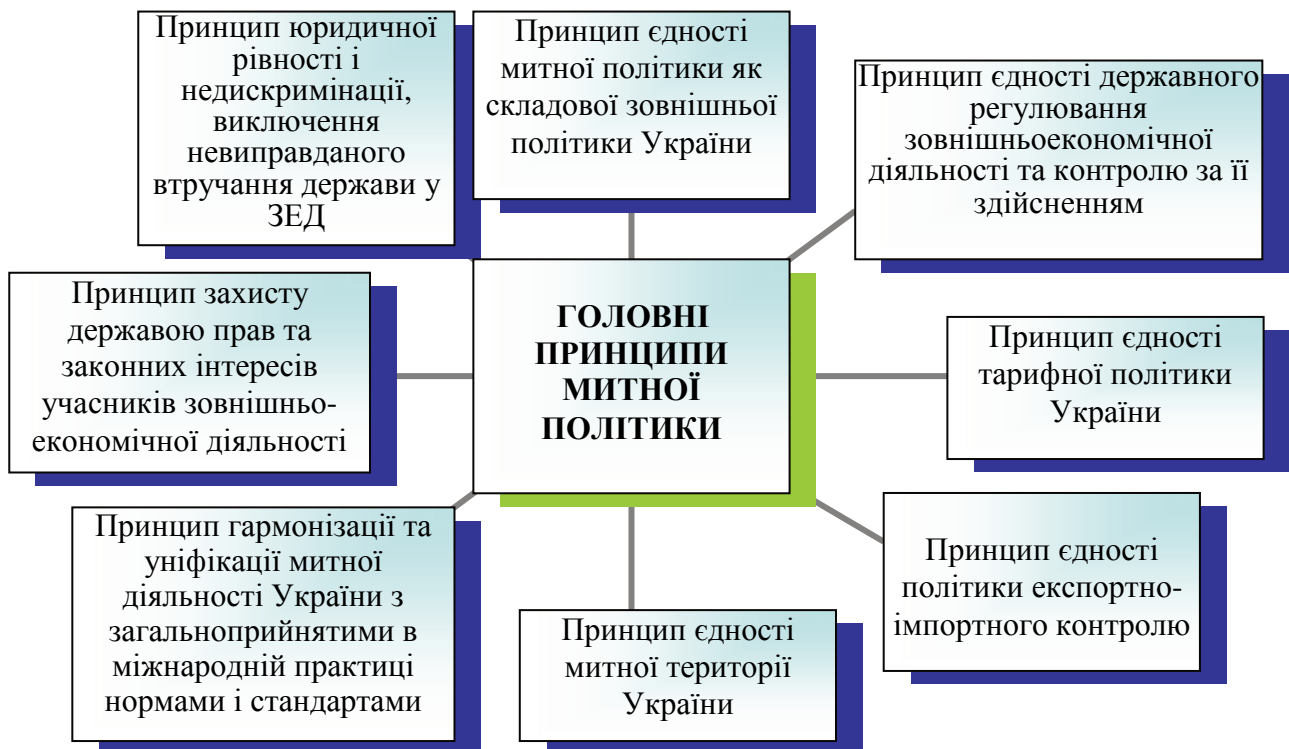 Принцип юридичної
рівності і
недискримінації,
виключення
невиправданого
втручання держави у
ЗЕД
Принцип єдності
митної політики як
складової зовнішньої
політики України
Принцип єдності державного
регулювання
зовнішньоекономічної
діяльності та контролю за її
здійсненням
Принцип захисту
державою прав та
законних інтересів
учасників зовнішньо-
економічної діяльності
ГОЛОВНІ
ПРИНЦИПИ
МИТНОЇ
ПОЛІТИКИ
Принцип єдності
тарифної політики
України
Принцип гармонізації та
уніфікації митної
діяльності України з
загальноприйнятими в
міжнародній практиці
нормами і стандартами
Принцип єдності
митної території
України
Принцип єдності
політики експортно-
імпортного контролю